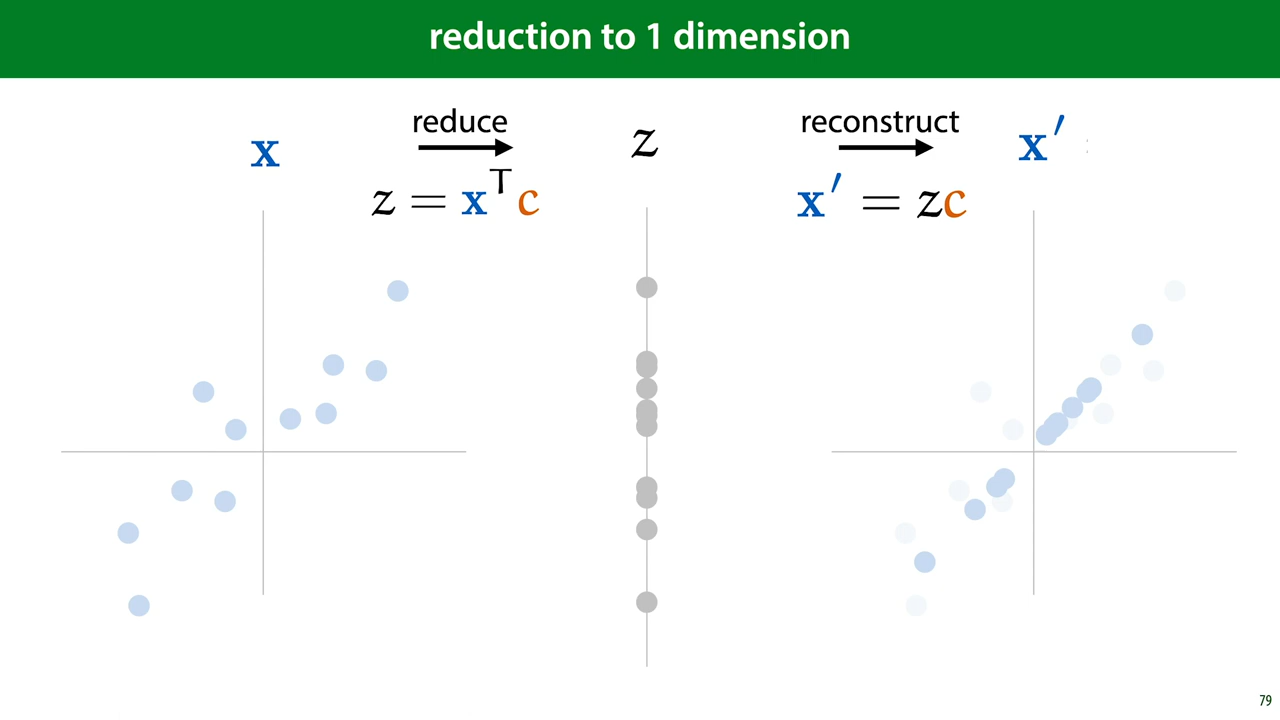 reduction to 1 dimension
x
reduce
z = xᵀc
z
reconstruct
x′ = zc
x′
79